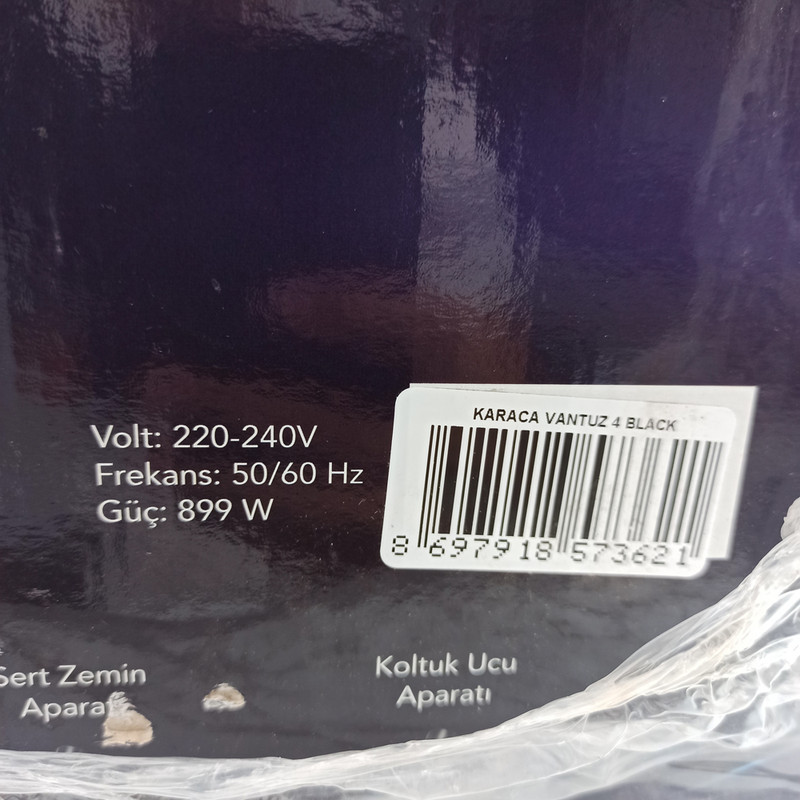 KARACA VANTUZ 4 BLACK
Volt: 220-240V
Frekans: 50/60 Hz
Güç: 899 W
8 697918 573621
Sert Zemin
Aparatı
Koltuk Ucu
Aparatı